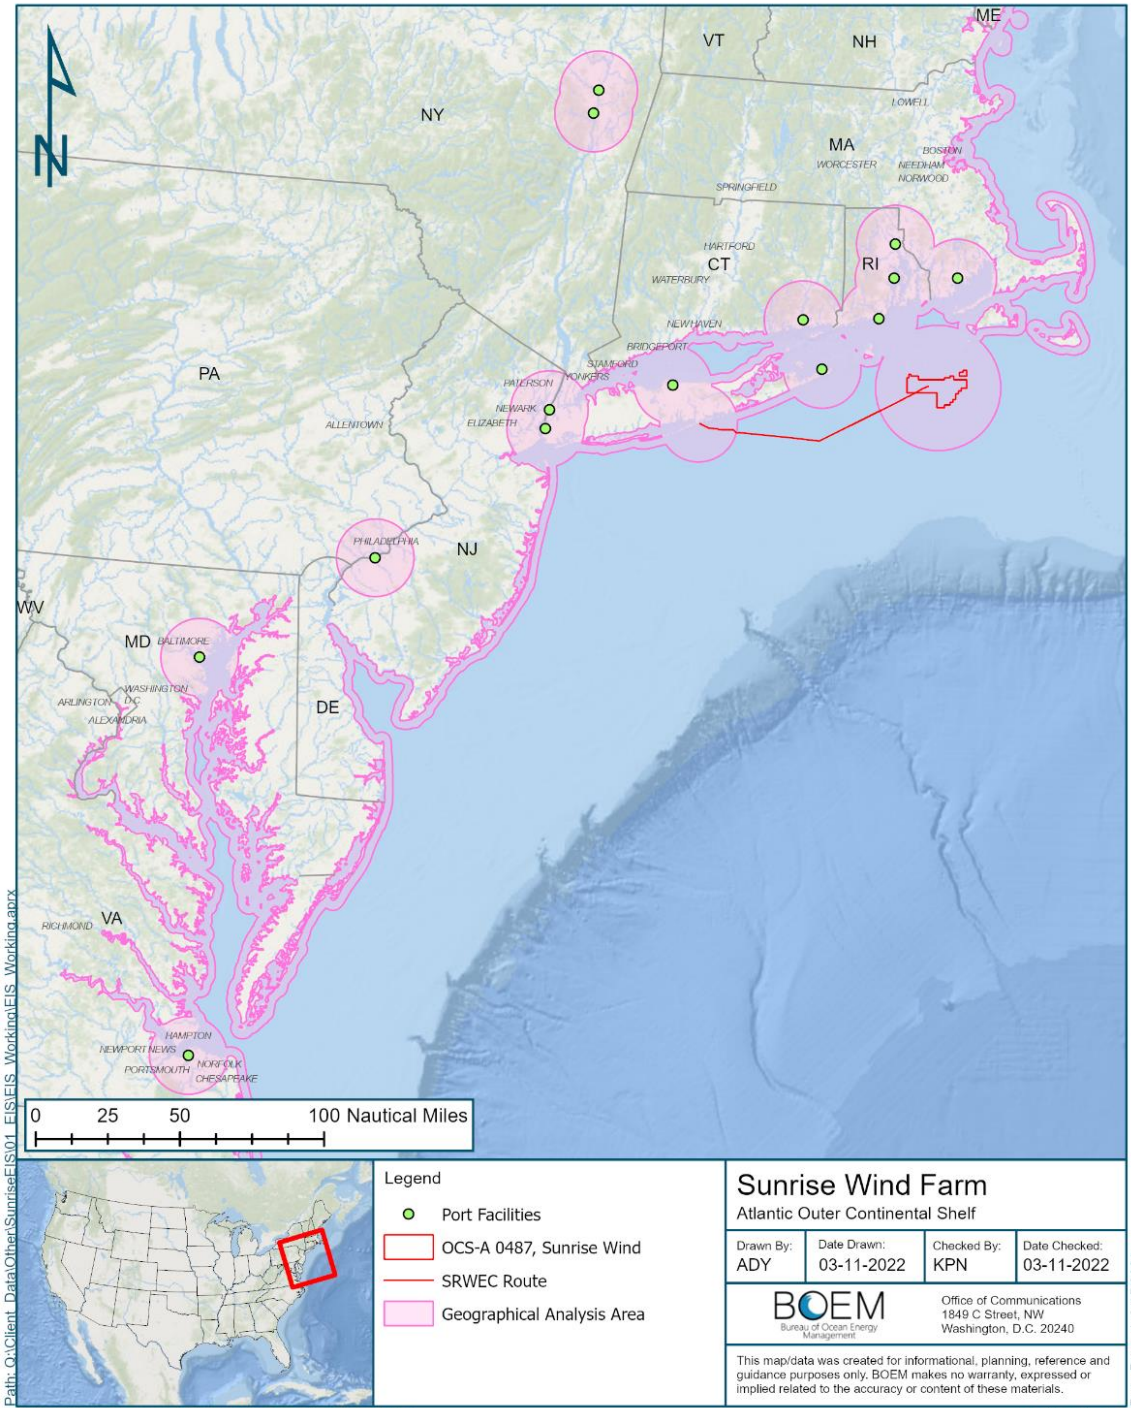 ME
VT
NH
NY
LOWELL
MA
BOSTON
WORCESTER
NEEDHAM
NORWOOD
N
SPRINGFIELD
HARTFORD
CT
RI
WATERBURY
NEW HAVEN
BRIDGEPORT
STAMFORD
PA
YONKERS
PATERSON
NEWARK
ELIZABETH
ALLENTOWN
PHILADELPHIA
NJ
WV
MD
BALTIMORE
WASHINGTON
D.C.
ARLINGTON
DE
ALEXANDRIA
VA
RICHMOND
HAMPTON
NEWPORT NEWS
NORFOLK
PORTSMOUTH
CHESAPEAKE
0 25 50 100 Nautical Miles
Path: Q:\Client_Data\Other\SunriseEIS\01_EIS\EIS_Working\EIS_Working.aprx
Legend
Port Facilities
OCS-A 0487, Sunrise Wind
SRWEC Route
Geographical Analysis Area
Sunrise Wind Farm
Atlantic Outer Continental Shelf
Drawn By:
ADY
Date Drawn:
03-11-2022
Checked By:
KPN
Date Checked:
03-11-2022
BOEM
Bureau of Ocean Energy
Management
Office of Communications
1849 C Street, NW
Washington, D.C. 20240
This map/data was created for informational, planning, reference and
guidance purposes only. BOEM makes no warranty, expressed or
implied related to the accuracy or content of these materials.